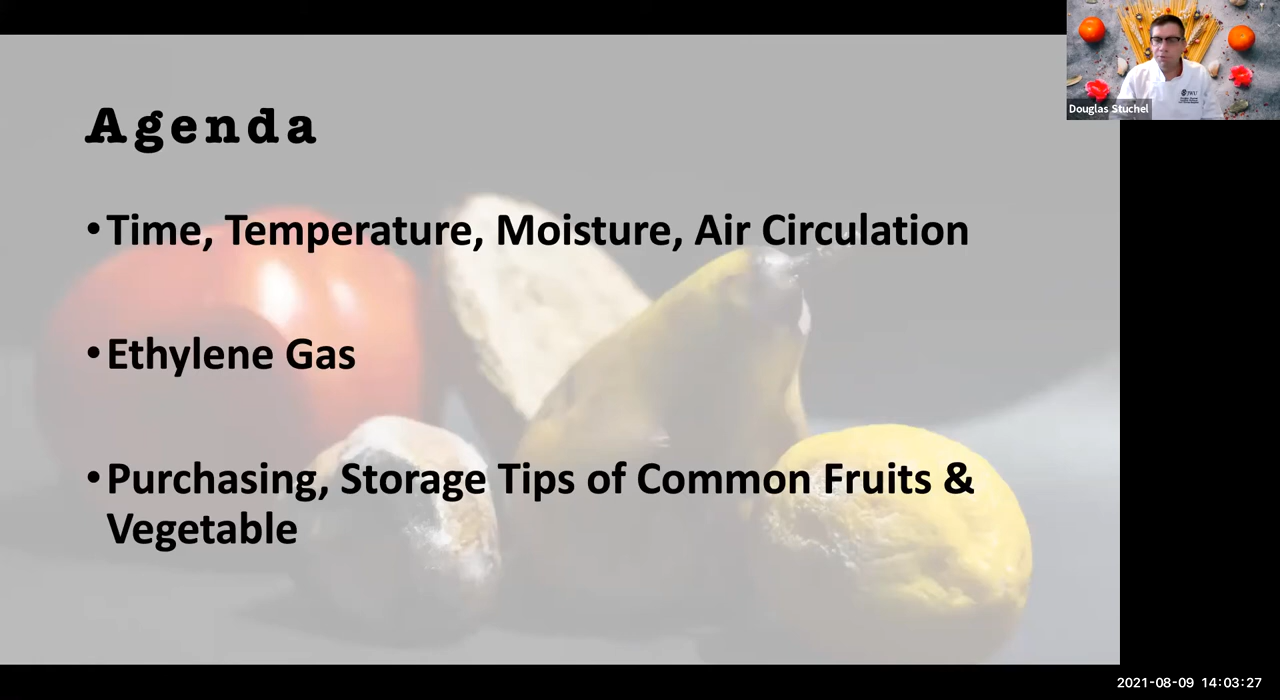 Agenda
•Time, Temperature, Moisture, Air Circulation
•Ethylene Gas
•Purchasing, Storage Tips of Common Fruits &
Vegetable
JWU
Douglas Stuchel
2021-08-09 14:03:27